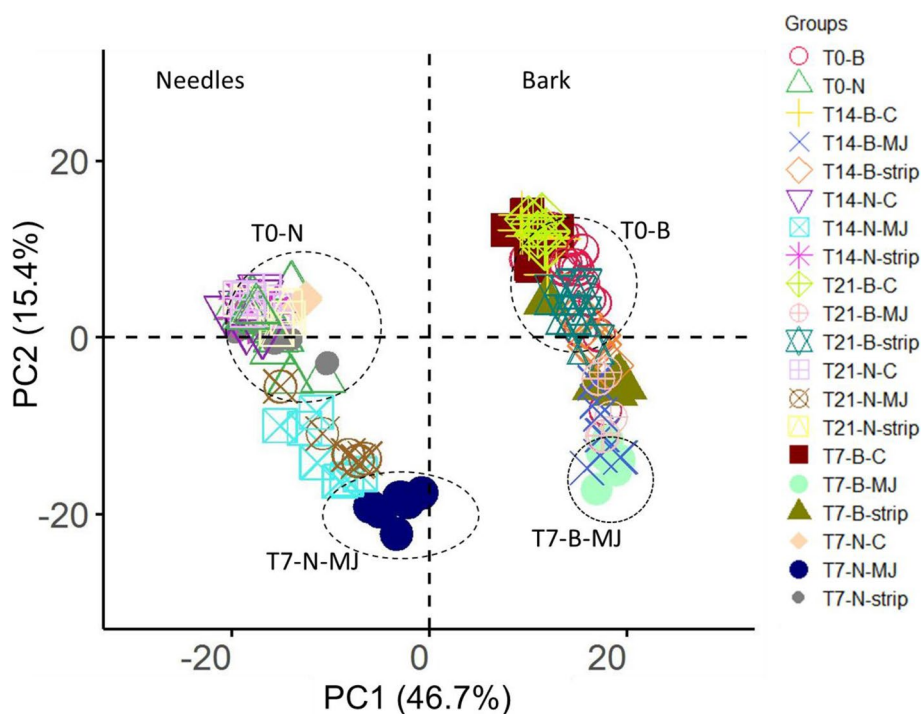 Needles
Bark
T0-N
T0-B
T7-N-MJ
T7-B-MJ
20
0
-20
PC2 (15.4%)
-20
0
20
PC1 (46.7%)
Groups
T0-B
T0-N
T14-B-C
T14-B-MJ
T14-B-strip
T14-N-C
T14-N-MJ
T14-N-strip
T21-B-C
T21-B-MJ
T21-B-strip
T21-N-C
T21-N-MJ
T21-N-strip
T7-B-C
T7-B-MJ
T7-B-strip
T7-N-C
T7-N-MJ
T7-N-strip